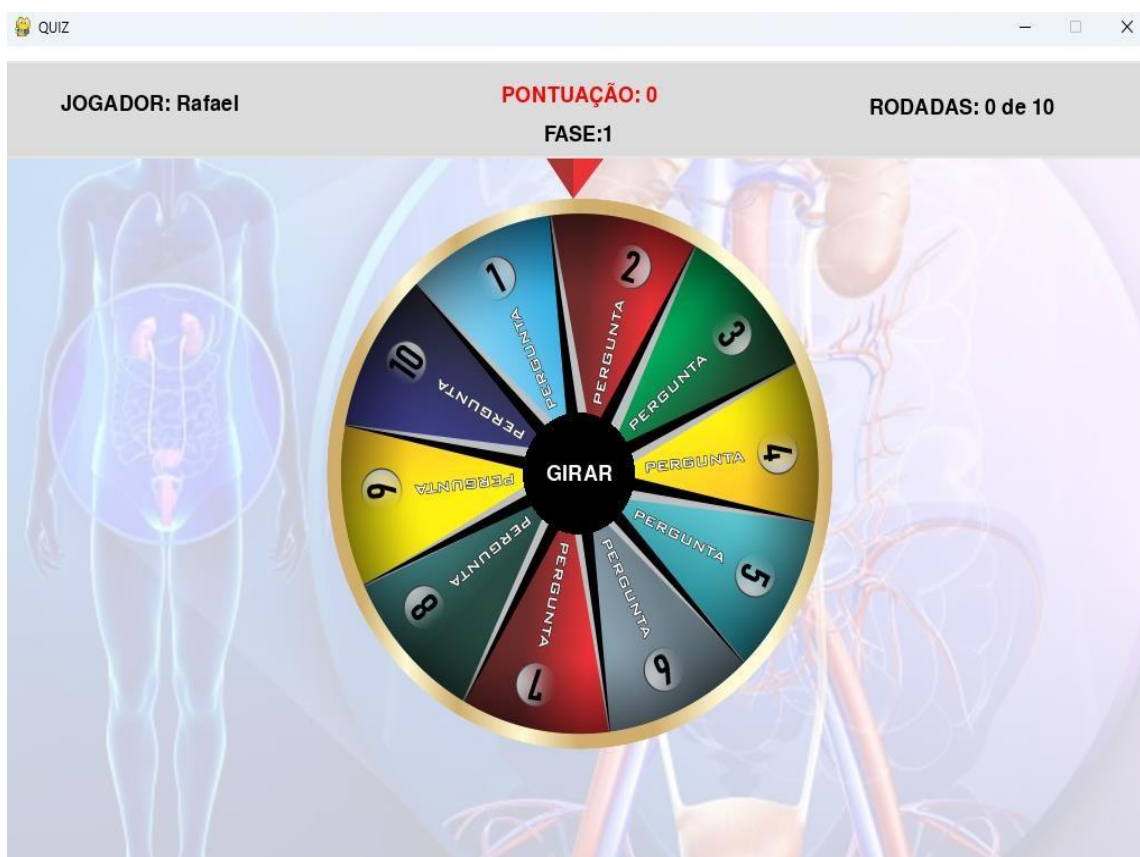 QUIZ
JOGADOR: Rafael
PONTUAÇÃO: 0
FASE:1
RODADAS: 0 de 10
1
PERGUNTA
2
PERGUNTA
3
PERGUNTA
4
PERGUNTA
5
PERGUNTA
6
PERGUNTA
7
PERGUNTA
8
PERGUNTA
9
PERGUNTA
10
PERGUNTA
GIRAR